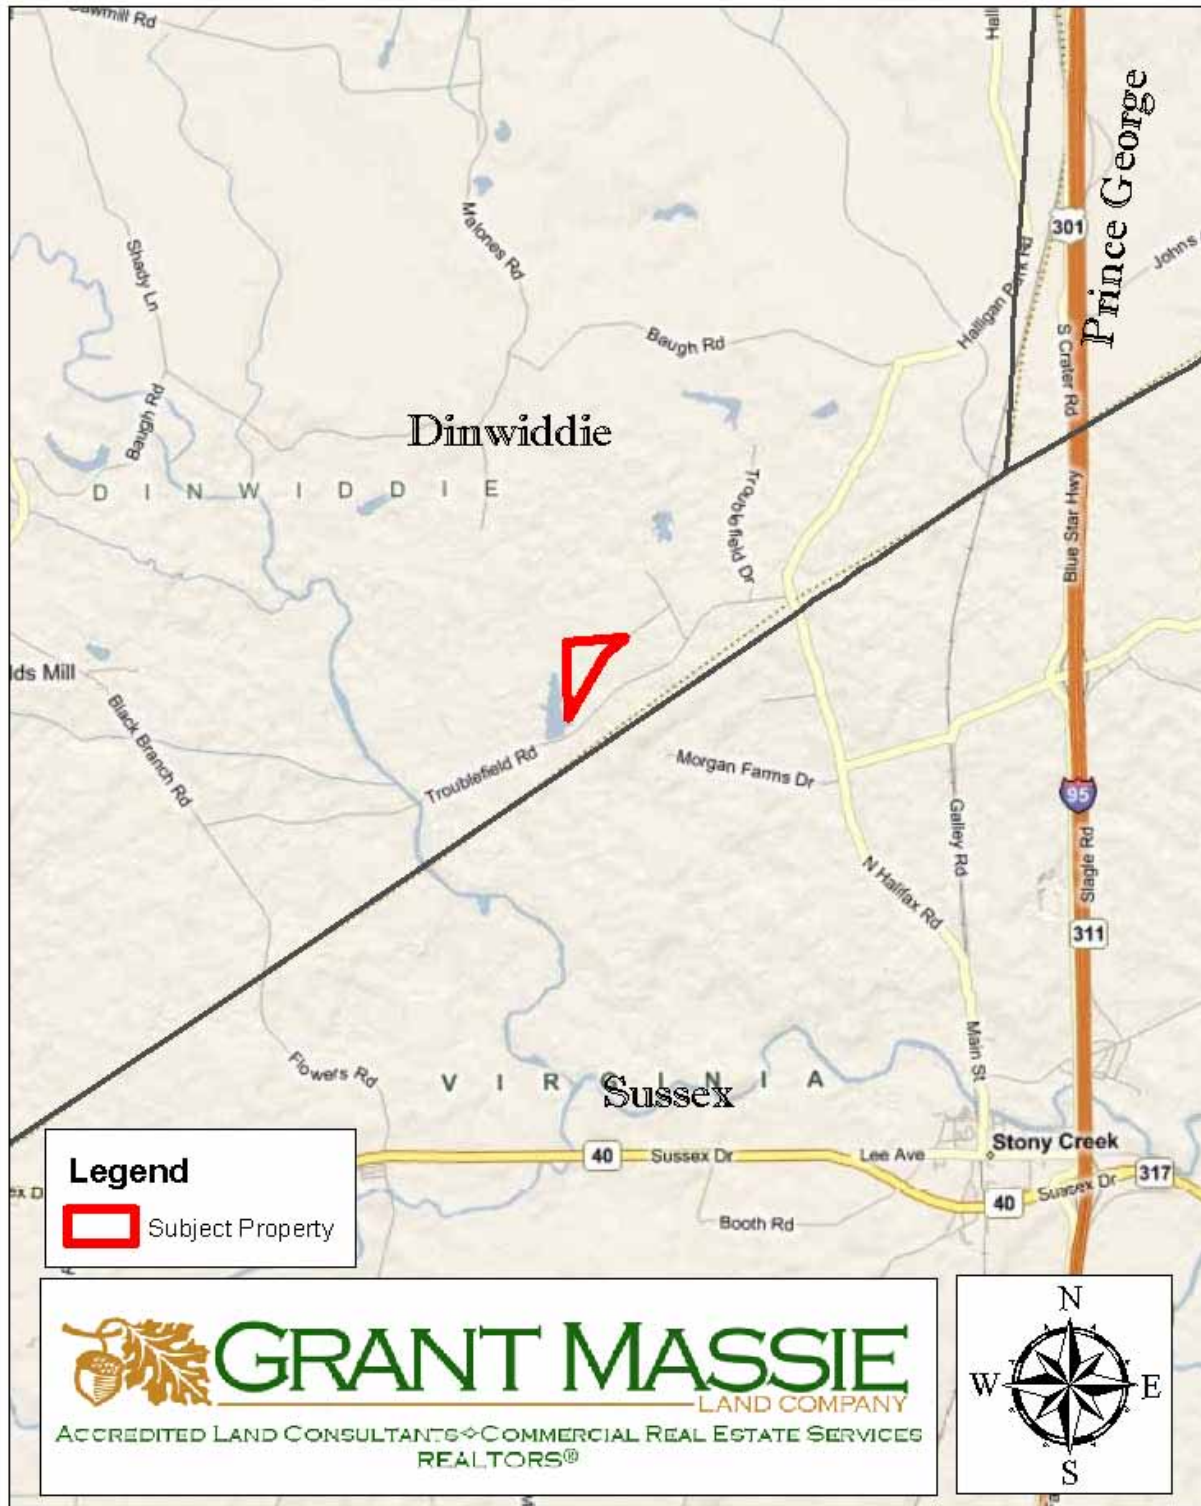 Sawmill Rd
Halli
Prince George
Malones Rd
301
Johns
Shady Ln
Halligan Park Rd
Baugh Rd
S Crater Rd
Baugh Rd
Dinwiddie
DINWIDDIE
Troublefield Dr
Blue Star Hwy
lds Mill
Black Branch Rd
Troublefield Rd
Morgan Farms Dr
95
Galley Rd
Slagle Rd
N Halifax Rd
311
Main St
Flowers Rd
VIRGINIA
Sussex
Stony Creek
40
Sussex Dr
Lee Ave
317
40
Sussex Dr
ex D
Booth Rd
Legend
Subject Property
GRANT MASSIE
LAND COMPANY
ACCREDITED LAND CONSULTANTS COMMERCIAL REAL ESTATE SERVICES
REALTORS®
N
W E
S